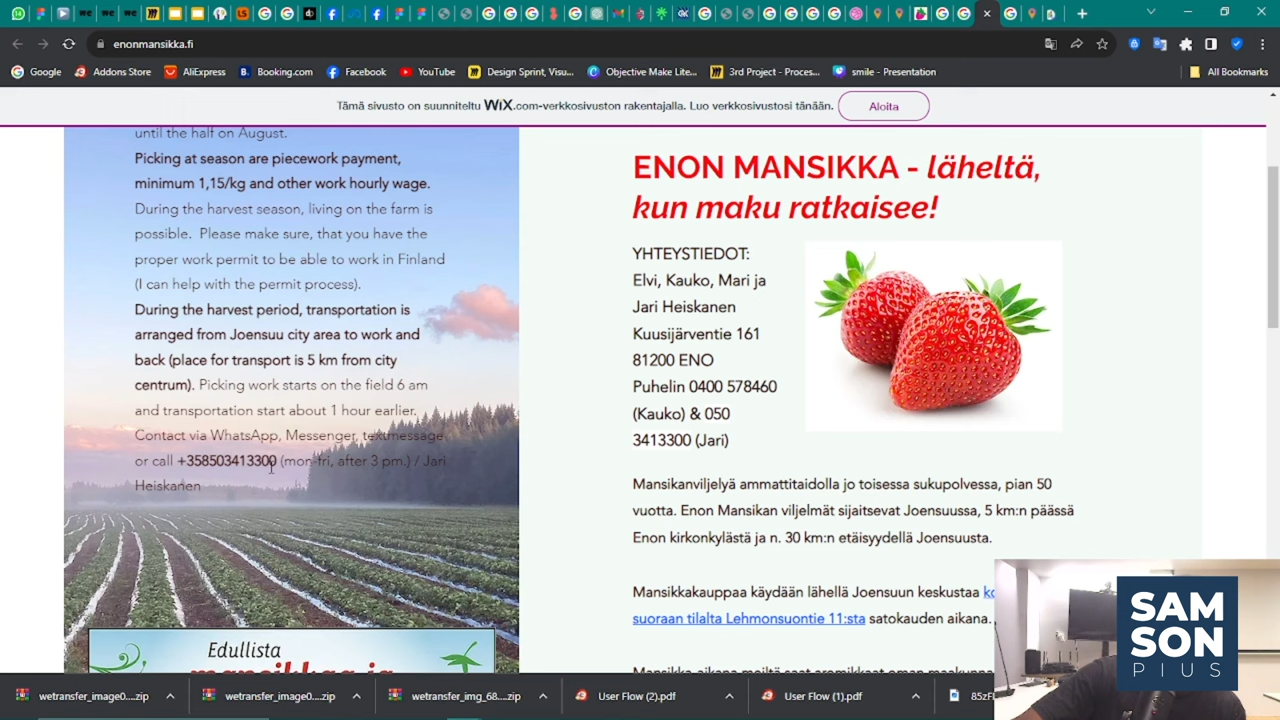 enonmansikka.fi
Google
Addons Store
AliExpress
Booking.com
Facebook
YouTube
Design Sprint, Visu...
Objective Make Lite...
3rd Project - Proces...
smile - Presentation
All Bookmarks
Tämä sivusto on suunniteltu WiX.com-verkkosivuston rakentajalla. Luo verkkosivustosi tänään.
Aloita
until the half on August.
Picking at season are piecework payment,
minimum 1,15/kg and other work hourly wage.
During the harvest season, living on the farm is
possible. Please make sure, that you have the
proper work permit to be able to work in Finland
(I can help with the permit process).
During the harvest period, transportation is
arranged from Joensuu city area to work and
back (place for transport is 5 km from city
centrum). Picking work starts on the field 6 am
and transportation start about 1 hour earlier.
Contact via WhatsApp, Messenger, textmessage
or call +358503413300 (mon-fri, after 3 pm.) / Jari
Heiskanen
Edullista
ENON MANSIKKA - läheltä,
kun maku ratkaisee!
YHTEYSTIEDOT:
Elvi, Kauko, Mari ja
Jari Heiskanen
Kuusijärventie 161
81200 ENO
Puhelin 0400 578460
(Kauko) & 050
3413300 (Jari)
Mansikanviljelyä ammattitaidolla jo toisessa sukupolvessa, pian 50
vuotta. Enon Mansikan viljelmät sijaitsevat Joensuussa, 5 km:n päässä
Enon kirkonkylästä ja n. 30 km:n etäisyydellä Joensuusta.
Mansikkakauppaa käydään lähellä Joensuun keskustaa
suoraan tilalta Lehmonsuontie 11:sta satokauden aikana.
SAM
SON
PIUS
wetransfer_image0....zip
wetransfer_image0....zip
wetransfer_img_68....zip
User Flow (2).pdf
User Flow (1).pdf